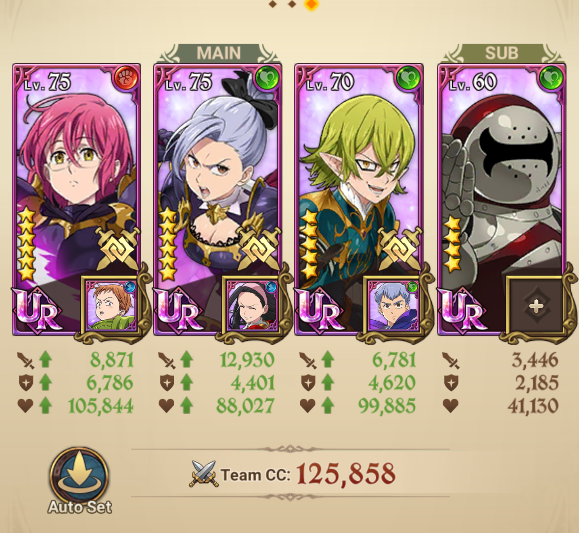 MAIN SUB
Lv. 75 Lv. 75 Lv. 70 Lv. 60
UR UR UR UR
8,871 12,930 6,781 3,446
6,786 4,401 4,620 2,185
105,844 88,027 99,885 41,130
Team CC: 125,858
Auto Set